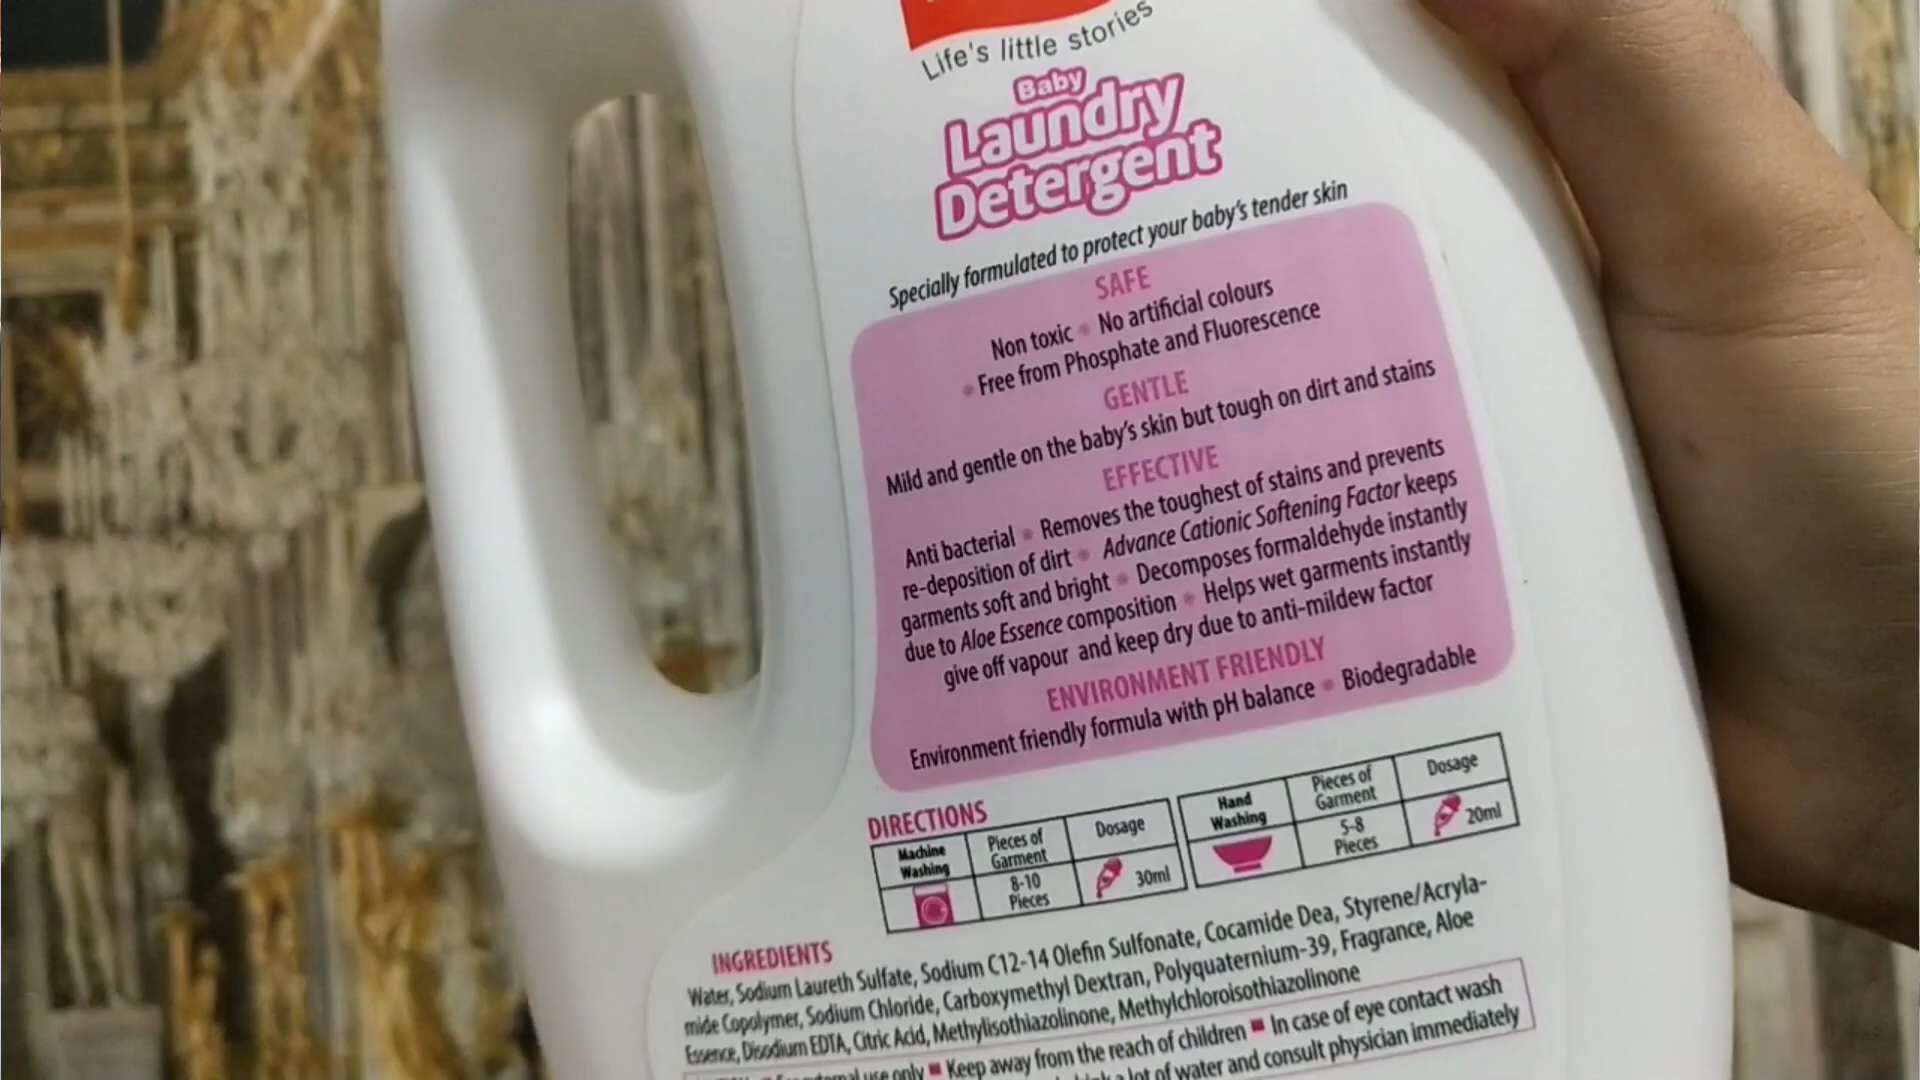 Life's little stories
Baby
Laundry
Detergent
Specially formulated to protect your baby's tender skin
SAFE
Non toxic * No artificial colours
* Free from Phosphate and Fluorescence
GENTLE
Mild and gentle on the baby's skin but tough on dirt and stains
EFFECTIVE
Anti bacterial * Removes the toughest of stains and prevents
re-deposition of dirt * Advance Cationic Softening Factor keeps
garments soft and bright * Decomposes formaldehyde instantly
due to Aloe Essence composition * Helps wet garments instantly
give off vapour and keep dry due to anti-mildew factor
ENVIRONMENT FRIENDLY
Environment friendly formula with pH balance * Biodegradable
DIRECTIONS
Machine Washing
Pieces of Garment
Dosage
8-10 Pieces
30ml
Hand Washing
Pieces of Garment
Dosage
5-8 Pieces
20ml
INGREDIENTS
Water, Sodium Laureth Sulfate, Sodium C12-14 Olefin Sulfonate, Cocamide Dea, Styrene/Acryla-
mide Copolymer, Sodium Chloride, Carboxymethyl Dextran, Polyquaternium-39, Fragrance, Aloe
Essence, Disodium EDTA, Citric Acid, Methylisothiazolinone, Methylchloroisothiazolinone
use only ■ Keep away from the reach of children ■ In case of eye contact wash
a lot of water and consult physician immediately